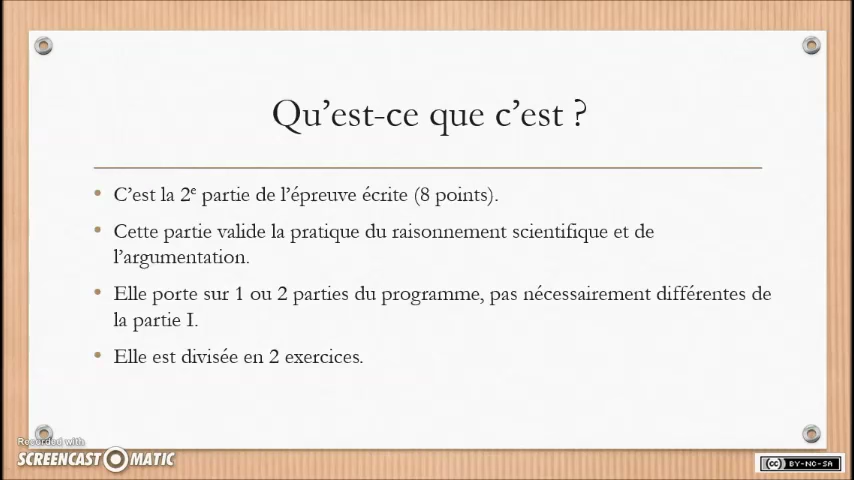 Qu’est-ce que c’est ?
• C’est la 2e partie de l’épreuve écrite (8 points).
• Cette partie valide la pratique du raisonnement scientifique et de
l’argumentation.
• Elle porte sur 1 ou 2 parties du programme, pas nécessairement différentes de
la partie I.
• Elle est divisée en 2 exercices.
Recorded with
SCREENCAST O MATIC
cc BY-NC-SA